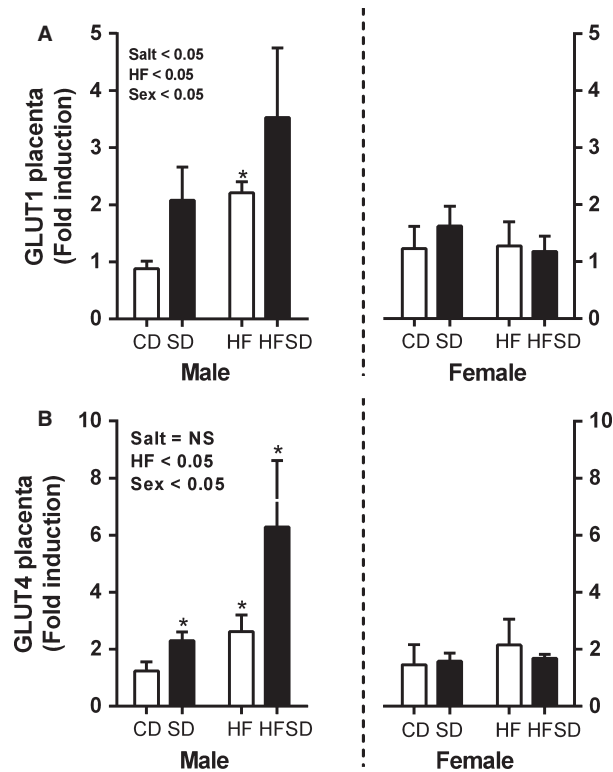 A
GLUT1 placenta
(Fold induction)
5
4
3
2
1
0
Salt < 0.05
HF < 0.05
Sex < 0.05
*
CD SD HF HFSD
Male
5
4
3
2
1
0
CD SD HF HFSD
Female
B
GLUT4 placenta
(Fold induction)
10
8
6
4
2
0
Salt = NS
HF < 0.05
Sex < 0.05
*
*
*
CD SD HF HFSD
Male
10
8
6
4
2
0
CD SD HF HFSD
Female